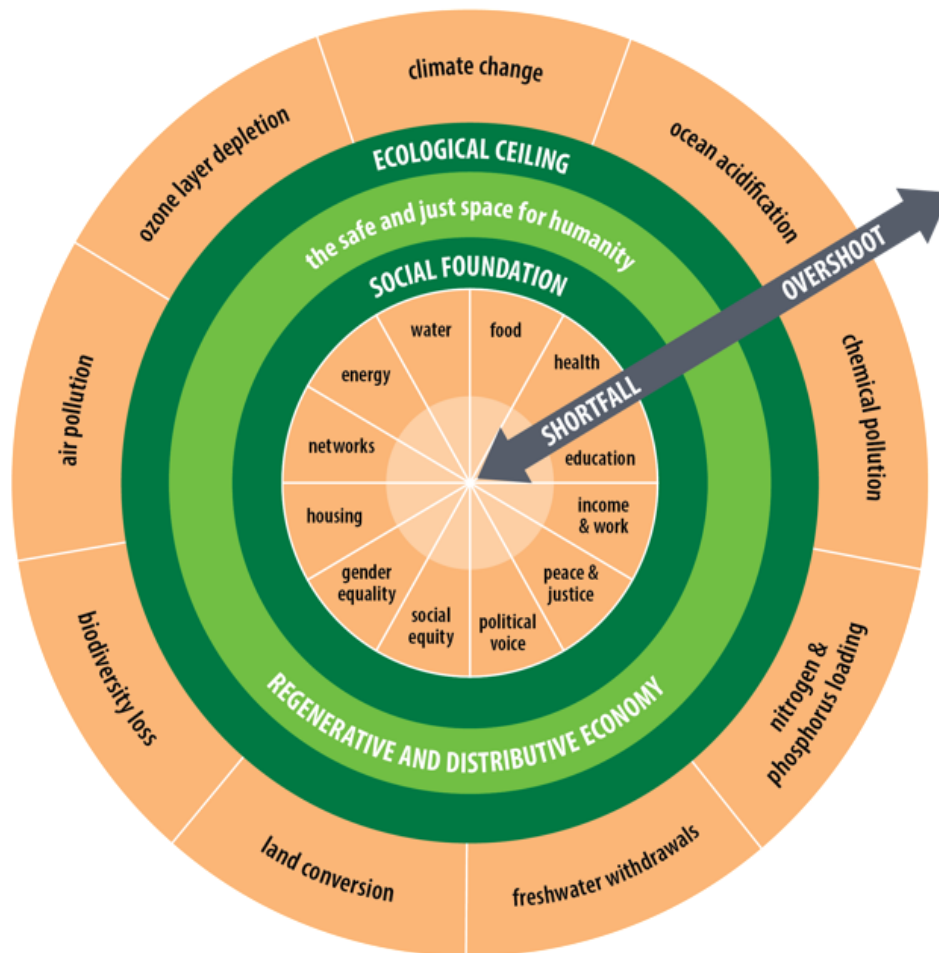 climate change
ocean acidification
chemical pollution
nitrogen &
phosphorus loading
freshwater withdrawals
land conversion
biodiversity loss
air pollution
ozone layer depletion
ECOLOGICAL CEILING
the safe and just space for humanity
SOCIAL FOUNDATION
OVERSHOOT
SHORTFALL
water
food
health
education
income
& work
peace &
justice
political
voice
social
equity
gender
equality
housing
networks
energy
REGENERATIVE AND DISTRIBUTIVE ECONOMY